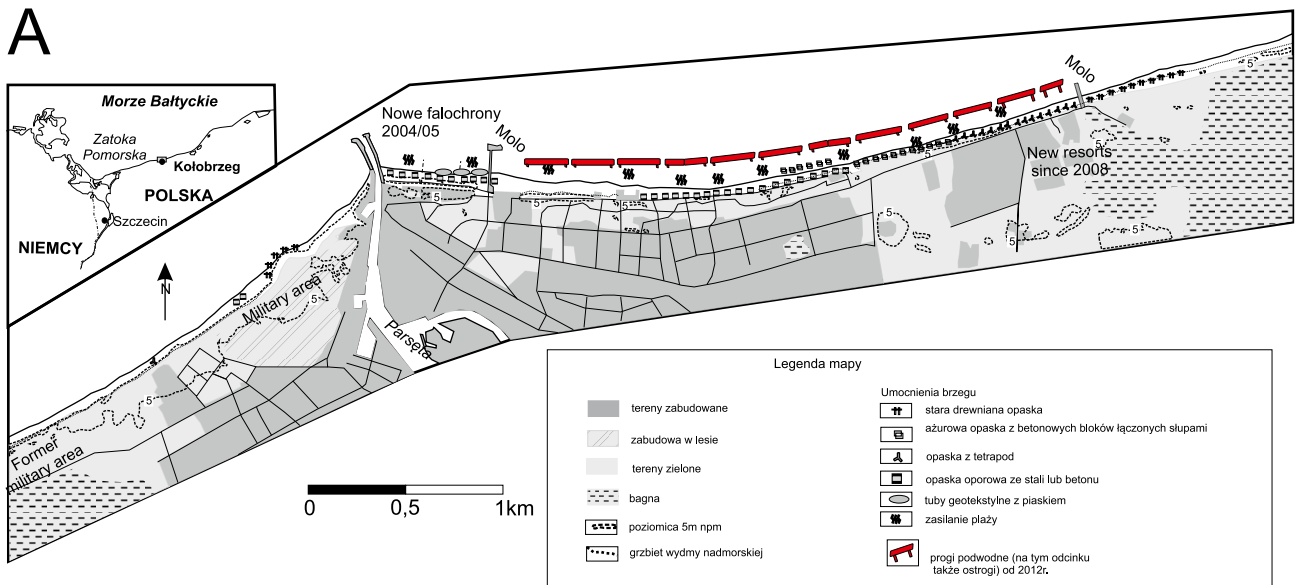 A
Morze Bałtyckie
Zatoka
Pomorska
Kołobrzeg
POLSKA
Szczecin
NIEMCY
N
Nowe falochrony
2004/05
Molo
Molo
New resorts
since 2008
Military area
Parsęta
Former
military area
5
5
5
5
5
5
5
5
5
5
0
0,5
1km
Legenda mapy
tereny zabudowane
zabudowa w lesie
tereny zielone
bagna
poziomica 5m npm
grzbiet wydmy nadmorskiej
Umocnienia brzegu
stara drewniana opaska
ażurowa opaska z betonowych bloków łączonych słupami
opaska z tetrapod
opaska oporowa ze stali lub betonu
tuby geotekstylne z piaskiem
zasilanie plaży
progi podwodne (na tym odcinku
także ostrogi) od 2012r.